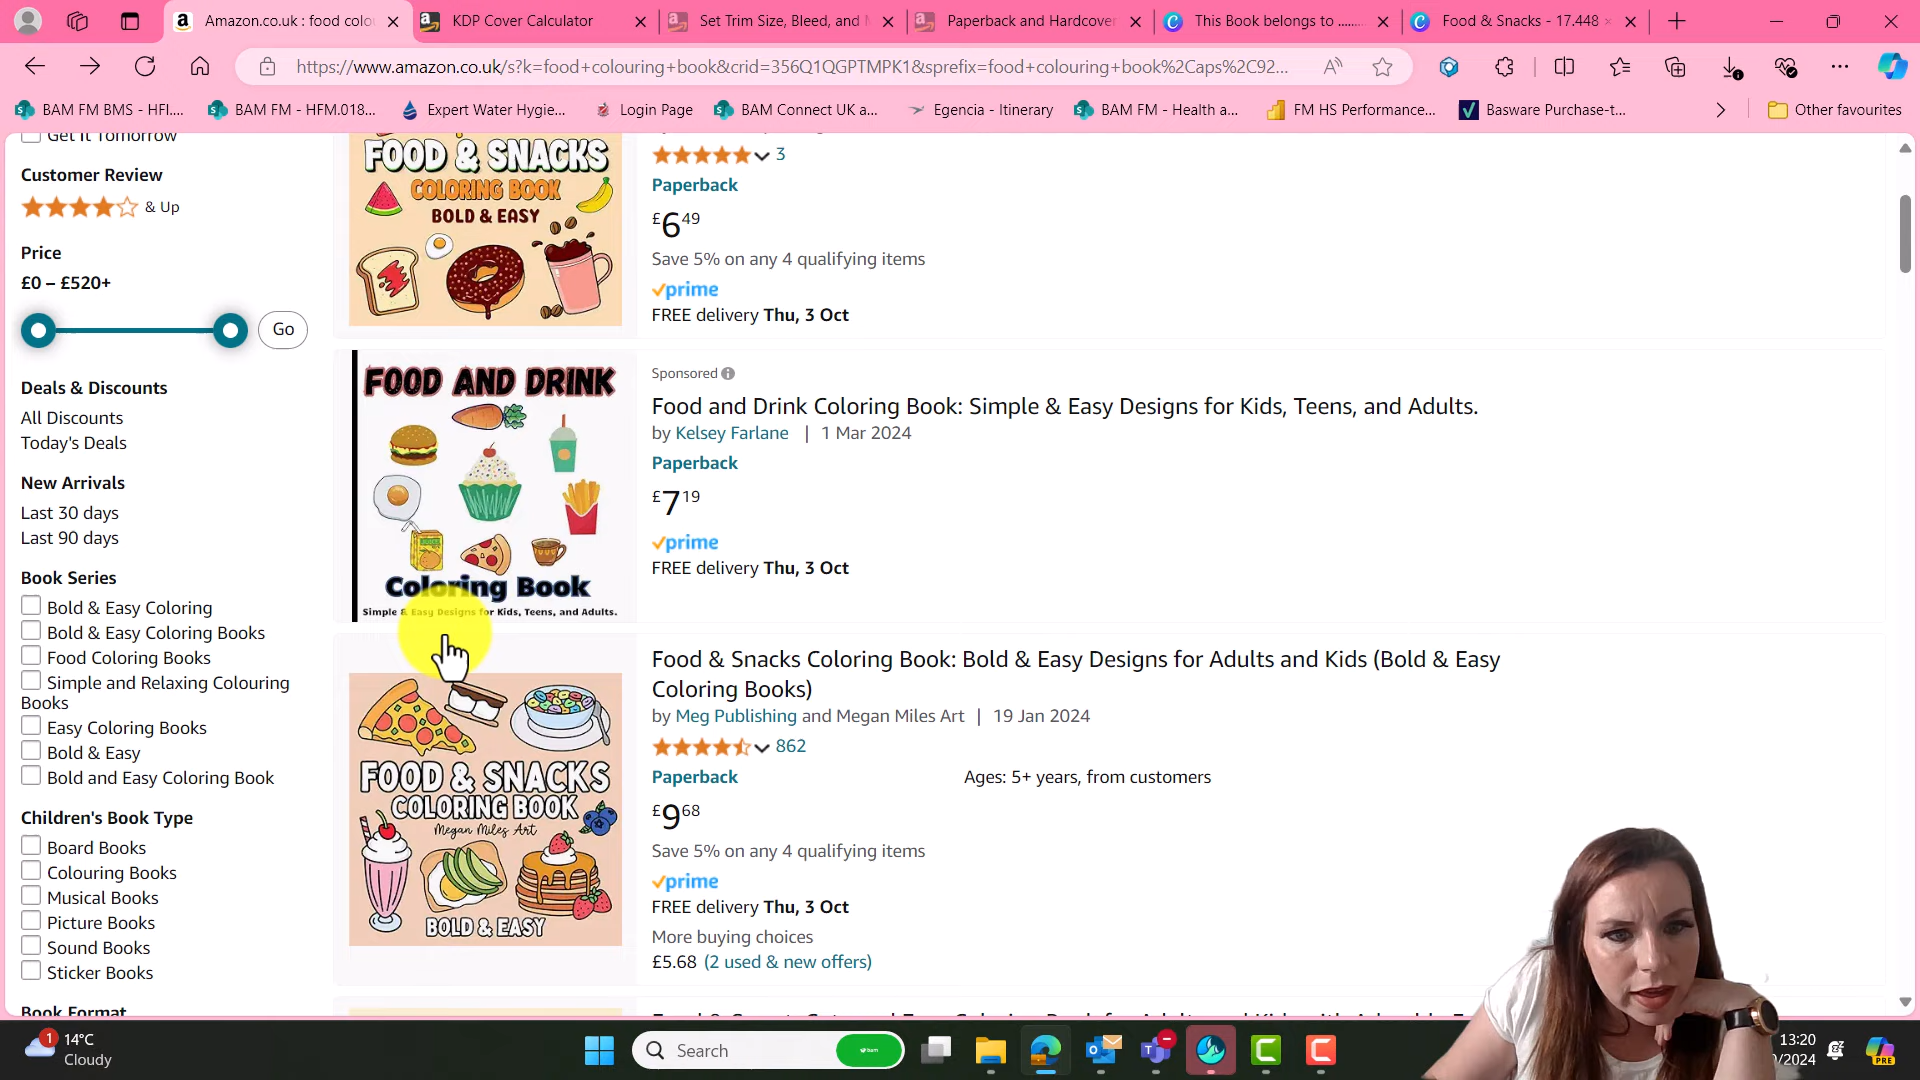 Amazon.co.uk : food colou
KDP Cover Calculator
Set Trim Size, Bleed, and M
Paperback and Hardcover
This Book belongs to ........
Food & Snacks - 17.448 ×
https://www.amazon.co.uk/s?k=food+colouring+book&crid=356Q1QGPTMPK1&sprefix=food+colouring+book%2Caps%2C92...
BAM FM BMS - HFI....
BAM FM - HFM.018...
Expert Water Hygie...
Login Page
BAM Connect UK a...
Egencia - Itinerary
BAM FM - Health a...
FM HS Performance...
Basware Purchase-t...
Other favourites
Get It Tomorrow
Customer Review
& Up
Price
£0 – £520+
Go
Deals & Discounts
All Discounts
Today's Deals
New Arrivals
Last 30 days
Last 90 days
Book Series
Bold & Easy Coloring
Bold & Easy Coloring Books
Food Coloring Books
Simple and Relaxing Colouring
Books
Easy Coloring Books
Bold & Easy
Bold and Easy Coloring Book
Children's Book Type
Board Books
Colouring Books
Musical Books
Picture Books
Sound Books
Sticker Books
Book Format
FOOD & SNACKS
COLORING BOOK
BOLD & EASY
3
Paperback
£6.49
Save 5% on any 4 qualifying items
prime
FREE delivery Thu, 3 Oct
FOOD AND DRINK
Coloring Book
Simple & Easy Designs for Kids, Teens, and Adults.
Sponsored
Food and Drink Coloring Book: Simple & Easy Designs for Kids, Teens, and Adults.
by Kelsey Farlane | 1 Mar 2024
Paperback
£7.19
prime
FREE delivery Thu, 3 Oct
FOOD & SNACKS
COLORING BOOK
Megan Miles Art
BOLD & EASY
Food & Snacks Coloring Book: Bold & Easy Designs for Adults and Kids (Bold & Easy
Coloring Books)
by Meg Publishing and Megan Miles Art | 19 Jan 2024
862
Paperback
Ages: 5+ years, from customers
£9.68
Save 5% on any 4 qualifying items
prime
FREE delivery Thu, 3 Oct
More buying choices
£5.68 (2 used & new offers)
1
14°C
Cloudy
Search
bam
13:20
/2024
PRE